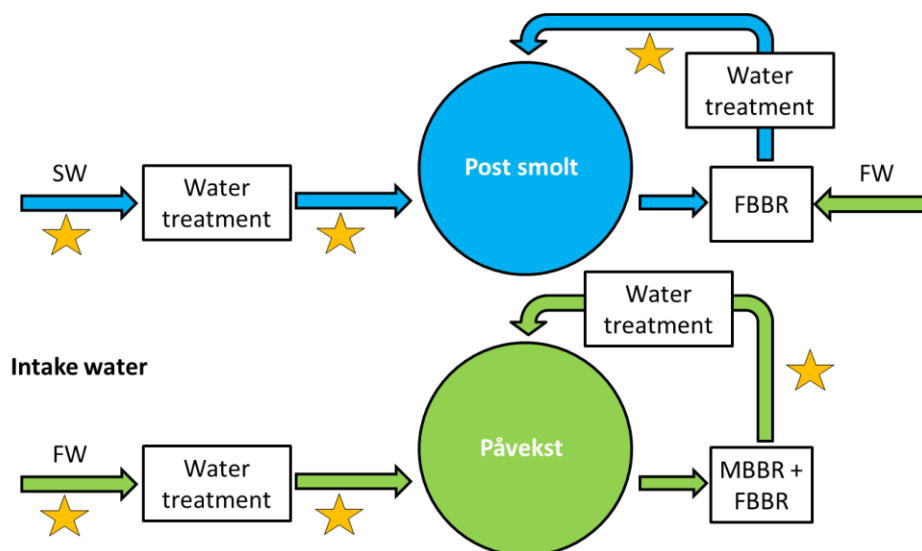 Water
treatment
SW
Water
treatment
Post smolt
FBBR
FW
Water
treatment
Intake water
FW
Water
treatment
Påvekst
MBBR +
FBBR